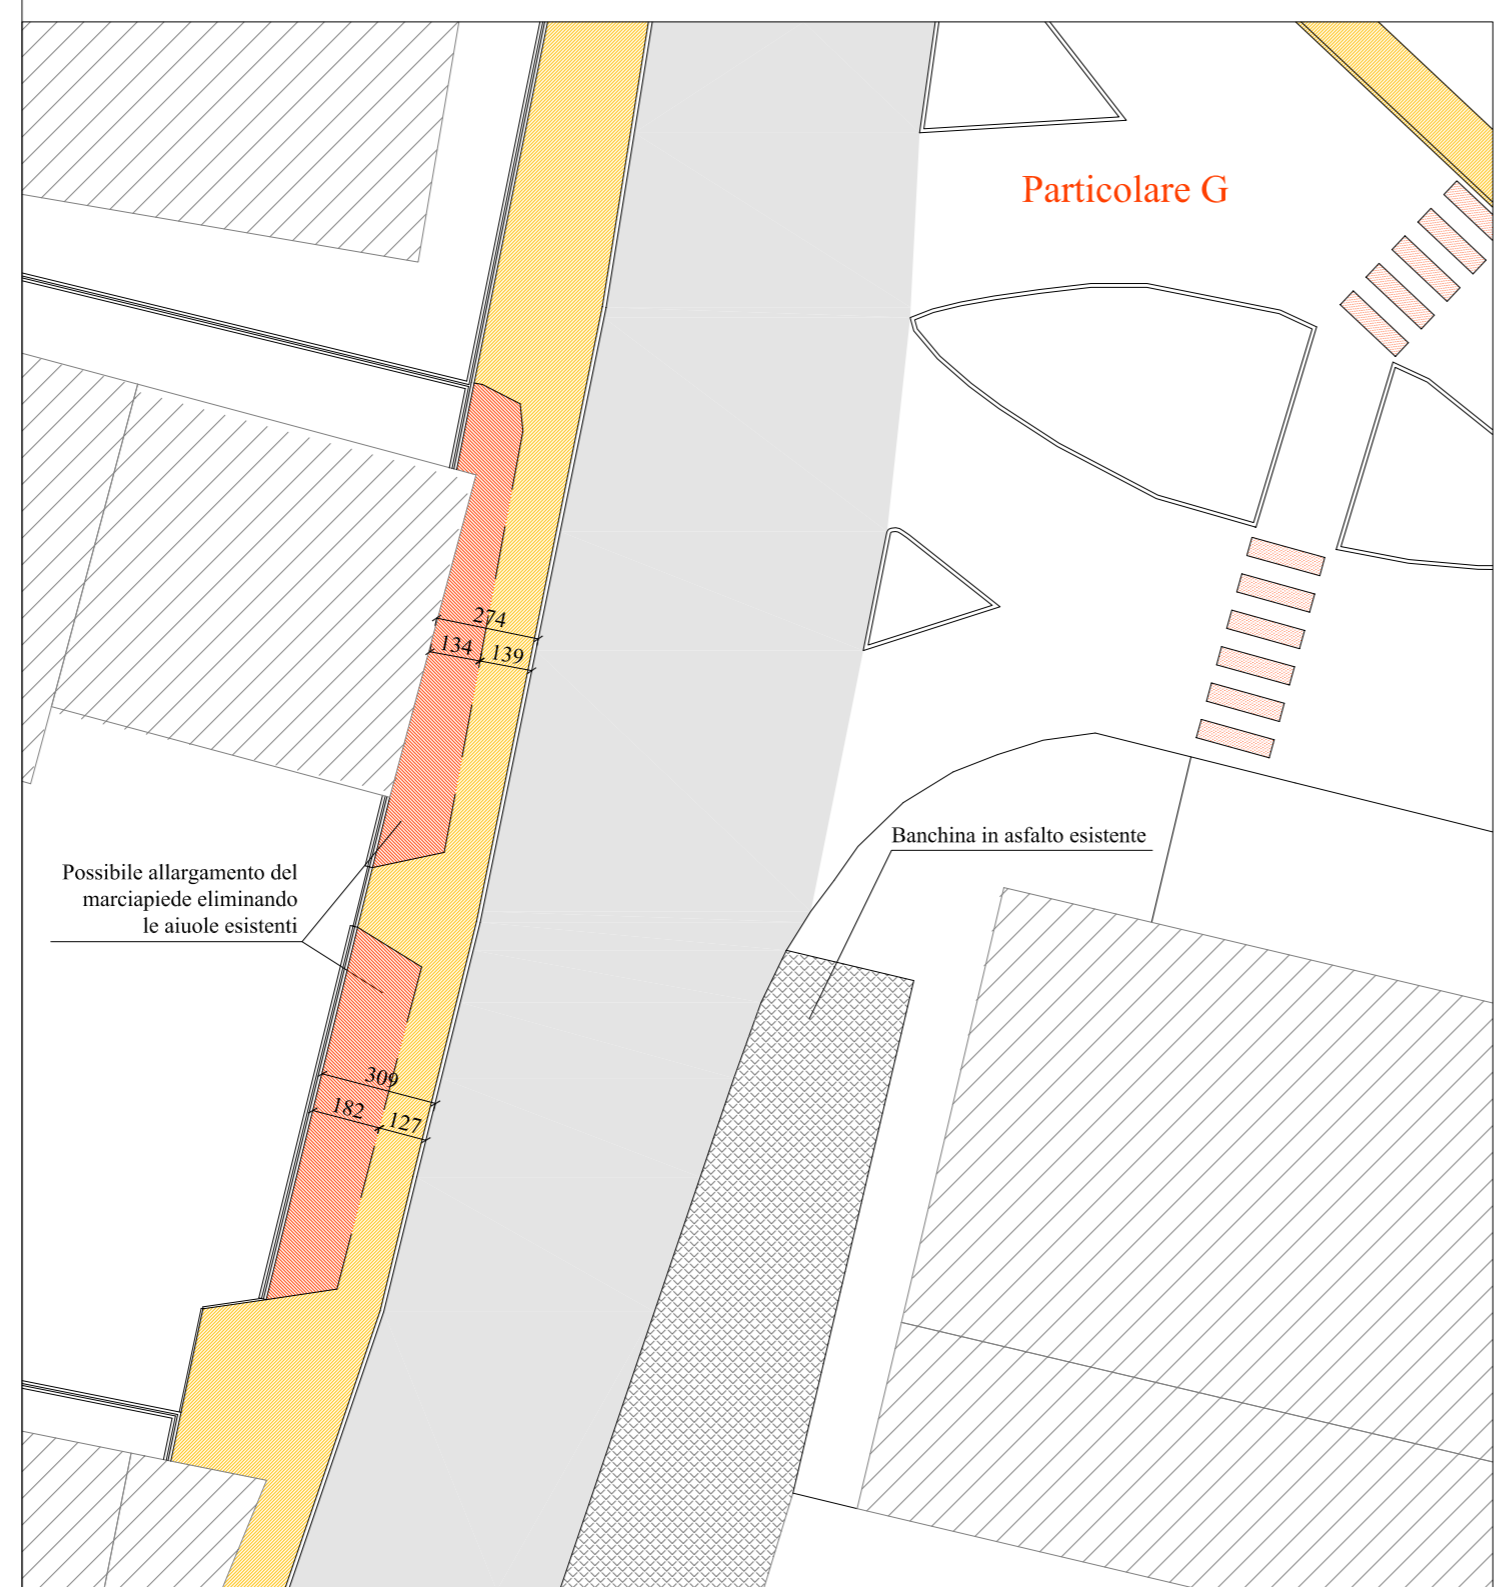 Particolare G
274
134
139
Banchina in asfalto esistente
Possibile allargamento del
marciapiede eliminando
le aiuole esistenti
309
182
127